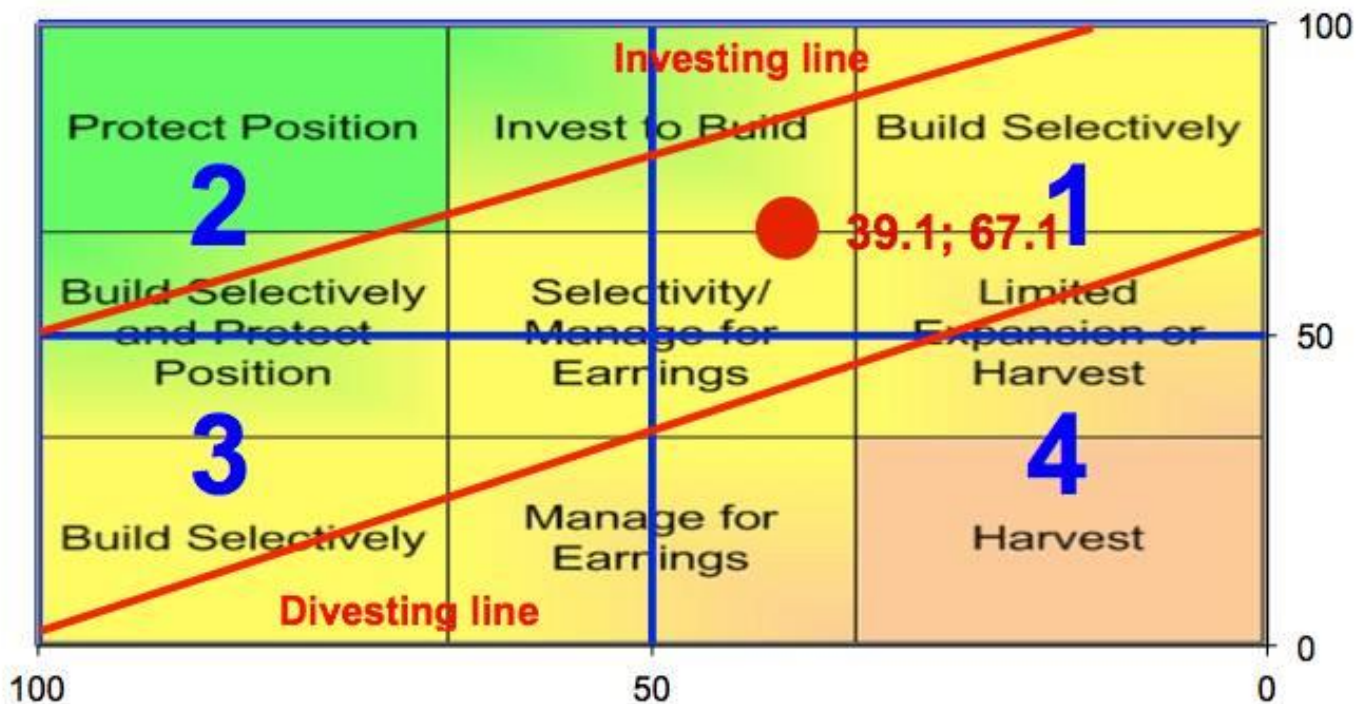 100
Investing line
Protect Position
Invest to Build
Build Selectively
2
1
39.1; 67.1
Build Selectively
and Protect
Position
Selectivity/
Manage for
Earnings
Limited
Expansion or
Harvest
50
3
4
Build Selectively
Manage for
Earnings
Harvest
Divesting line
0
100
50
0